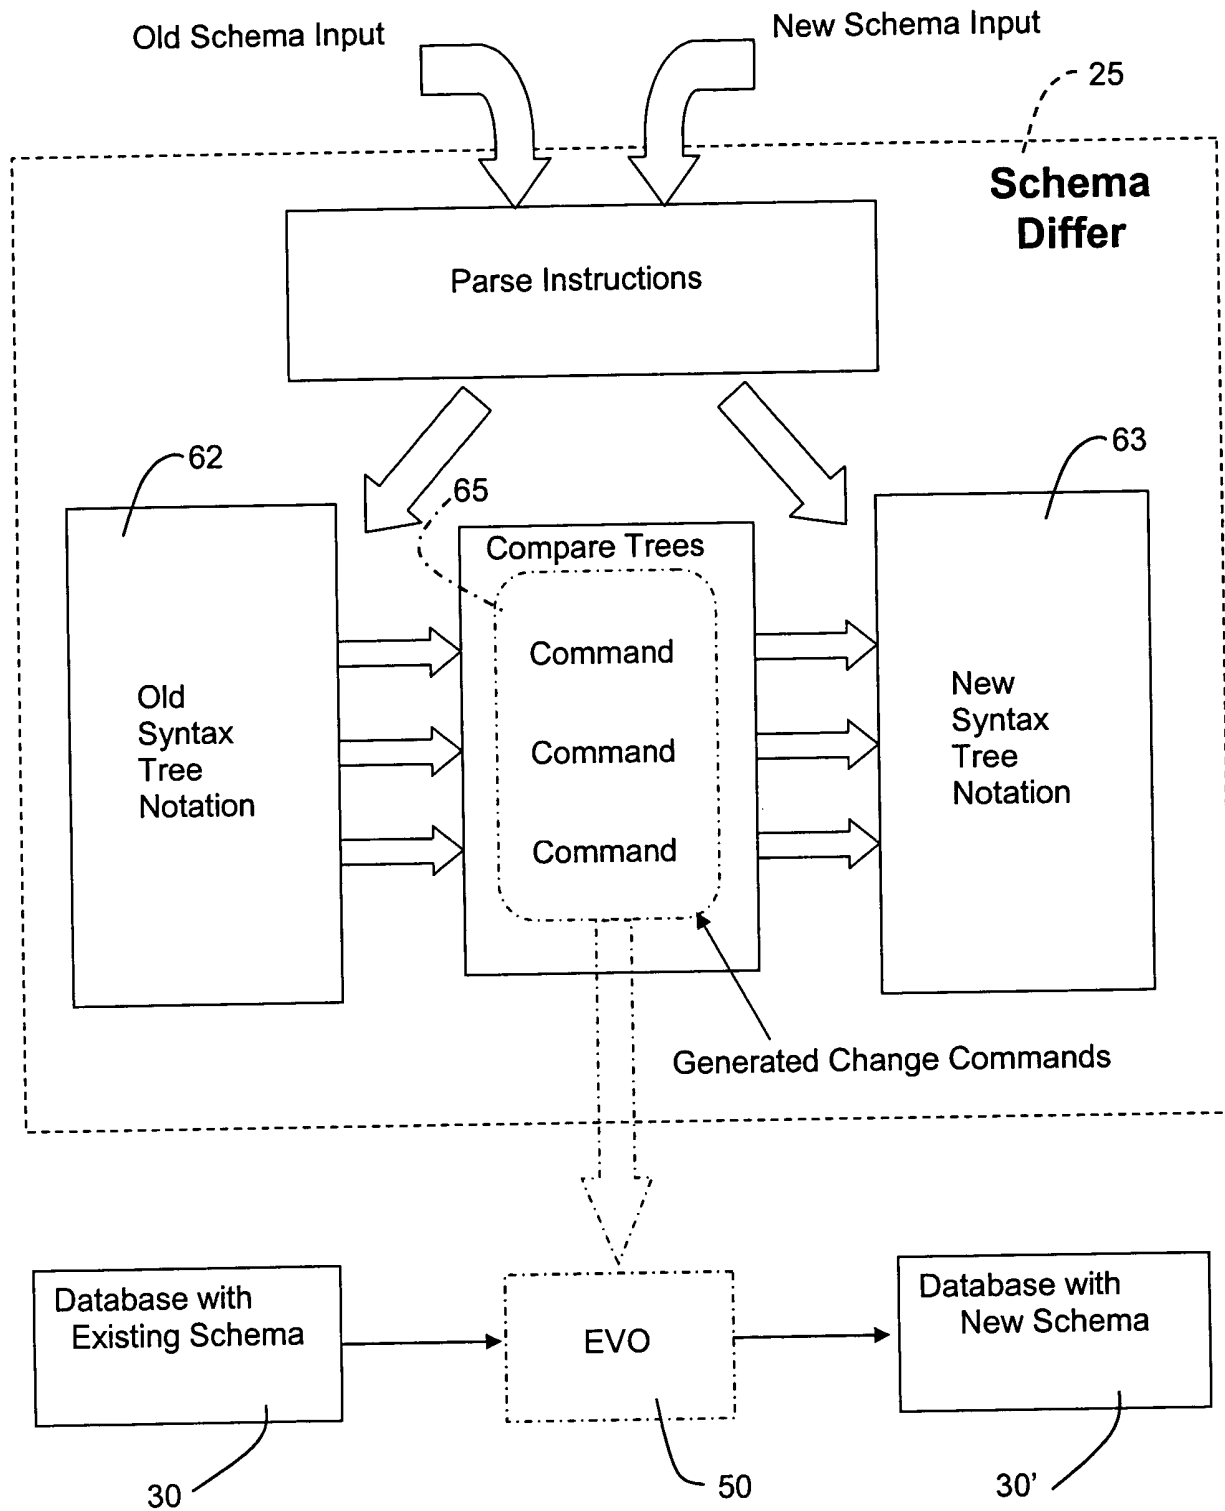 Old Schema Input
New Schema Input
25
Schema
Differ
Parse Instructions
62
63
65
Compare Trees
Command
Command
Command
Old
Syntax
Tree
Notation
New
Syntax
Tree
Notation
Generated Change Commands
Database with
Existing Schema
EVO
Database with
New Schema
30
50
30'